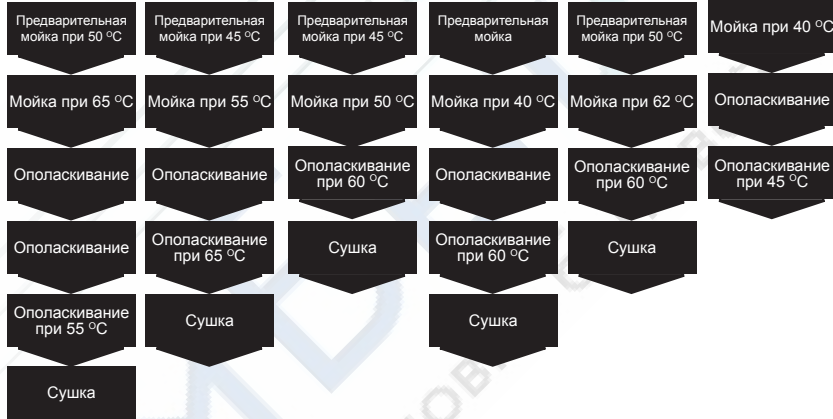 Предварительная
мойка при 50 °C
Мойка при 65 °C
Ополаскивание
Ополаскивание
Ополаскивание
при 55 °C
Сушка
Предварительная
мойка при 45 °C
Мойка при 55 °C
Ополаскивание
Ополаскивание
при 65 °C
Сушка
Предварительная
мойка при 45 °C
Мойка при 50 °C
Ополаскивание
при 60 °C
Сушка
Предварительная
мойка
Мойка при 40 °C
Ополаскивание
Ополаскивание
при 60 °C
Сушка
Предварительная
мойка при 50 °C
Мойка при 62 °C
Ополаскивание
при 60 °C
Сушка
Мойка при 40 °C
Ополаскивание
Ополаскивание
при 45 °C